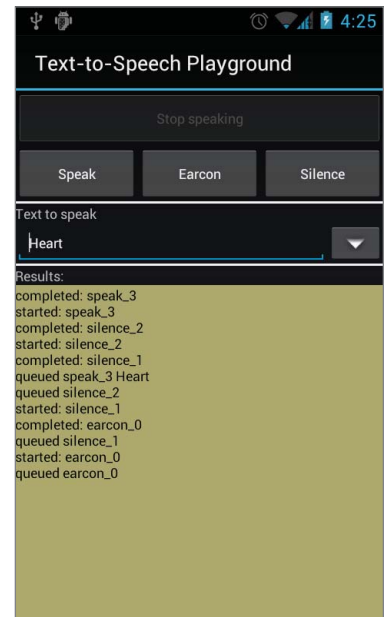 4:25
Text-to-Speech Playground
Stop speaking
Speak Earcon Silence
Text to speak
Heart
Results:
completed: speak_3
started: speak_3
completed: silence_2
started: silence_2
completed: silence_1
queued speak_3 Heart
queued silence_2
started: silence_1
completed: earcon_0
queued silence_1
started: earcon_0
queued earcon_0